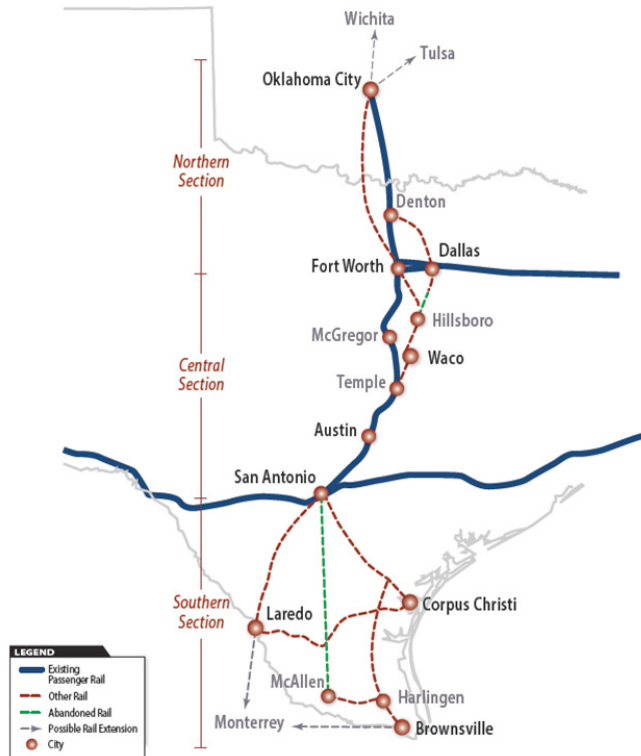 Wichita
Tulsa
Oklahoma City
Northern
Section
Denton
Dallas
Fort Worth
Hillsboro
McGregor
Central
Section
Waco
Temple
Austin
San Antonio
Southern
Section
Laredo
Corpus Christi
McAllen
Harlingen
Monterrey
Brownsville
LEGEND
Existing
Passenger Rail
Other Rail
Abandoned Rail
Possible Rail Extension
City